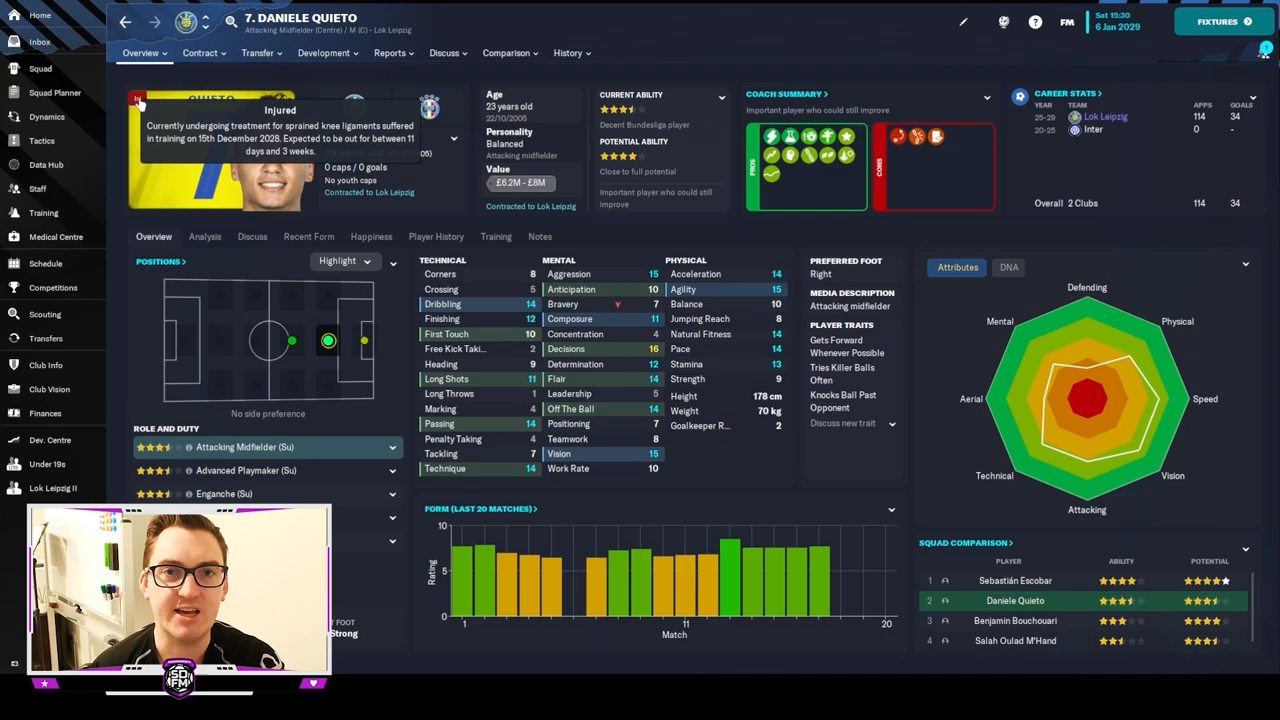 Home
Inbox
Squad
Squad Planner
Dynamics
Tactics
Data Hub
Staff
Training
Medical Centre
Schedule
Competitions
Scouting
Transfers
Club Info
Club Vision
Finances
Dev. Centre
Under 19s
Lok Leipzig II
7. DANIELE QUIETO
Attacking Midfielder (Centre) / M (C) - Lok Leipzig
FM
Sat 15:30
6 Jan 2029
FIXTURES
1
Overview
Contract
Transfer
Development
Reports
Discuss
Comparison
History
QUIETO
Injured
Currently undergoing treatment for sprained knee ligaments suffered
in training on 15th December 2028. Expected to be out for between 11
days and 3 weeks.
0 caps / 0 goals
No youth caps
Contracted to Lok Leipzig
Age
23 years old
22/10/2005
Personality
Balanced
Attacking midfielder
Value
£6.2M - £8M
Contracted to Lok Leipzig
CURRENT ABILITY
Decent Bundesliga player
POTENTIAL ABILITY
Close to full potential
Important player who could still
improve
COACH SUMMARY
Important player who could still improve
PROS
CONS
CAREER STATS
YEAR TEAM APPS GOALS
25-29 Lok Leipzig 114 34
20-25 Inter 0 -
Overall 2 Clubs 114 34
Overview
Analysis
Discuss
Recent Form
Happiness
Player History
Training
Notes
POSITIONS
Highlight
No side preference
ROLE AND DUTY
Attacking Midfielder (Su)
Advanced Playmaker (Su)
Enganche (Su)
FOOT
Strong
TECHNICAL
Corners 8
Crossing 5
Dribbling 14
Finishing 12
First Touch 10
Free Kick Taki... 2
Heading 9
Long Shots 11
Long Throws 1
Marking 4
Passing 14
Penalty Taking 4
Tackling 7
Technique 14
MENTAL
Aggression 15
Anticipation 10
Bravery 7
Composure 11
Concentration 4
Decisions 16
Determination 12
Flair 14
Leadership 5
Off The Ball 14
Positioning 7
Teamwork 8
Vision 15
Work Rate 10
PHYSICAL
Acceleration 14
Agility 15
Balance 10
Jumping Reach 8
Natural Fitness 14
Pace 14
Stamina 13
Strength 9
Height 178 cm
Weight 70 kg
Goalkeeper R... 2
PREFERRED FOOT
Right
MEDIA DESCRIPTION
Attacking midfielder
PLAYER TRAITS
Gets Forward
Whenever Possible
Tries Killer Balls
Often
Knocks Ball Past
Opponent
Discuss new trait
Attributes
DNA
Defending
Physical
Speed
Vision
Attacking
Technical
Aerial
Mental
FORM (LAST 20 MATCHES)
Rating
10
5
0
1
11
20
Match
SQUAD COMPARISON
PLAYER ABILITY POTENTIAL
1 Sebastián Escobar
2 Daniele Quieto
3 Benjamin Bouchouari
4 Salah Oulad M'Hand
SD
FM